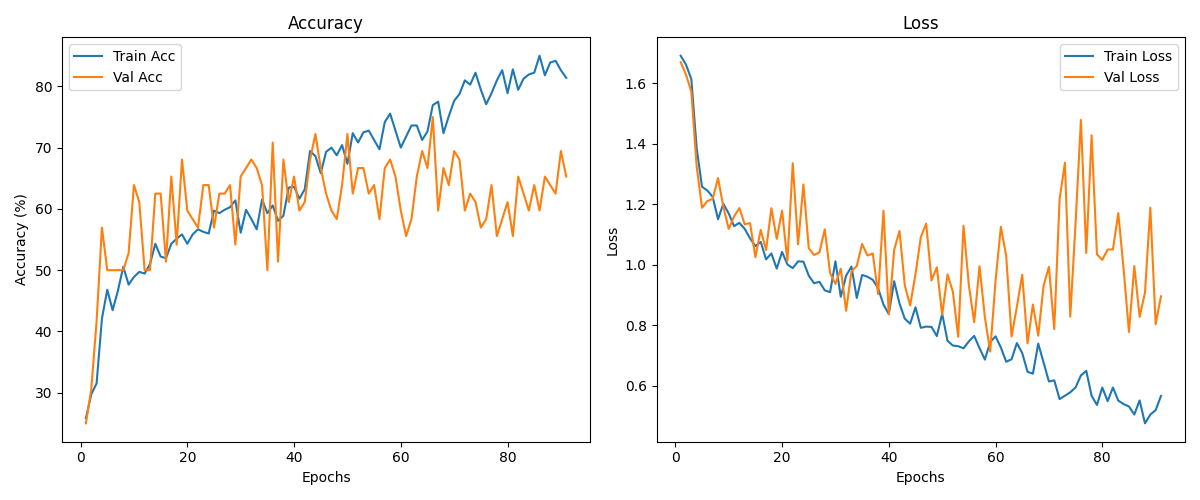 Accuracy
Train Acc
Val Acc
Accuracy (%)
80
70
60
50
40
30
0 20 40 60 80
Epochs
Loss
Train Loss
Val Loss
Loss
1.6
1.4
1.2
1.0
0.8
0.6
0 20 40 60 80
Epochs